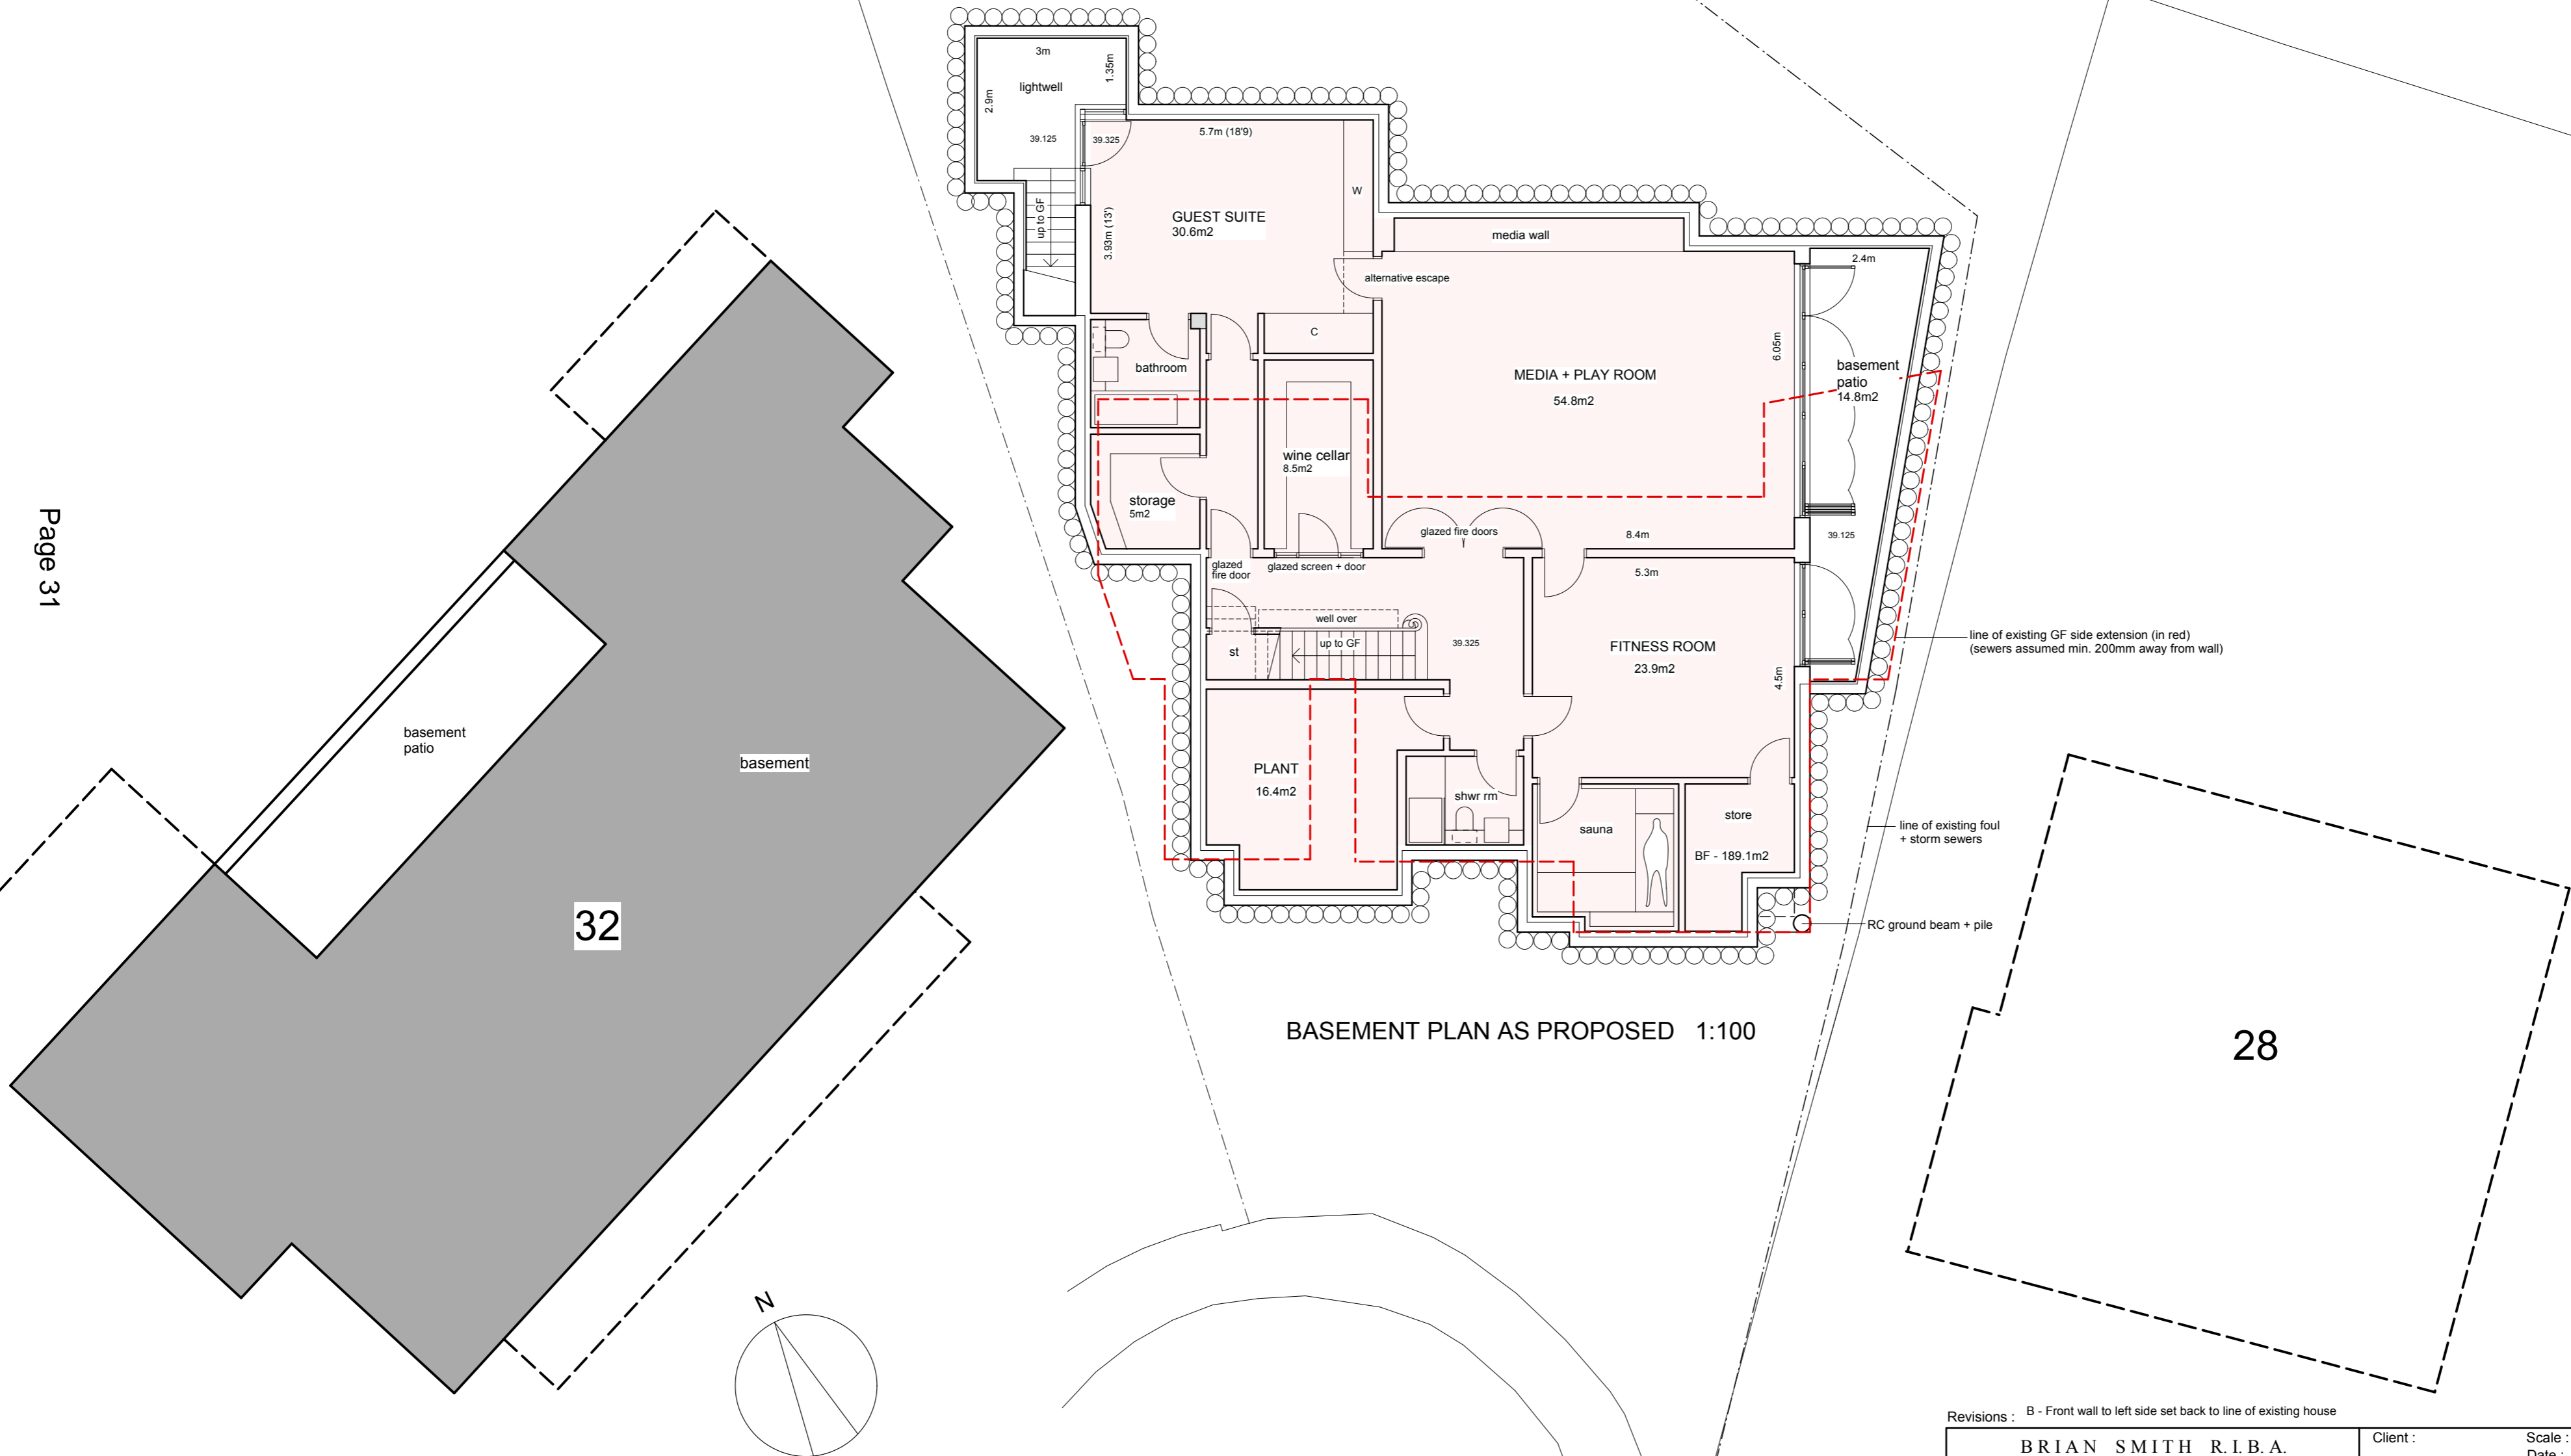 3m
1.35m
lightwell
2.9m
39.125
39.325
5.7m (18'9)
W
up to GF
3.93m (13')
GUEST SUITE
30.6m2
media wall
2.4m
alternative escape
C
bathroom
6.05m
MEDIA + PLAY ROOM
54.8m2
basement
patio
14.8m2
wine cellar
8.5m2
storage
5m2
glazed fire doors
8.4m
39.125
glazed
fire door
glazed screen + door
5.3m
well over
up to GF
st
39.325
FITNESS ROOM
23.9m2
4.5m
line of existing GF side extension (in red)
(sewers assumed min. 200mm away from wall)
PLANT
16.4m2
shwr rm
sauna
store
BF - 189.1m2
line of existing foul
+ storm sewers
RC ground beam + pile
Page 31
basement
patio
basement
32
BASEMENT PLAN AS PROPOSED 1:100
28
N
Revisions : B - Front wall to left side set back to line of existing house
BRIAN SMITH R.I.B.A.
Client :
Scale :
Date :